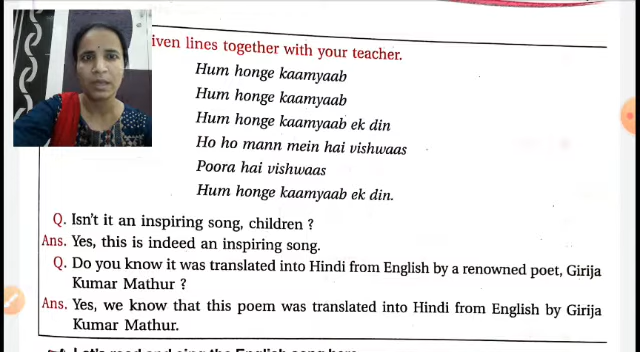 iven lines together with your teacher.
Hum honge kaamyaab
Hum honge kaamyaab
Hum honge kaamyaab ek din
Ho ho mann mein hai vishwaas
Poora hai vishwaas
Hum honge kaamyaab ek din.
Q. Isn't it an inspiring song, children ?
Ans. Yes, this is indeed an inspiring song.
Q. Do you know it was translated into Hindi from English by a renowned poet, Girija
Kumar Mathur ?
Ans. Yes, we know that this poem was translated into Hindi from English by Girija
Kumar Mathur.
Let's read and sing the English song here